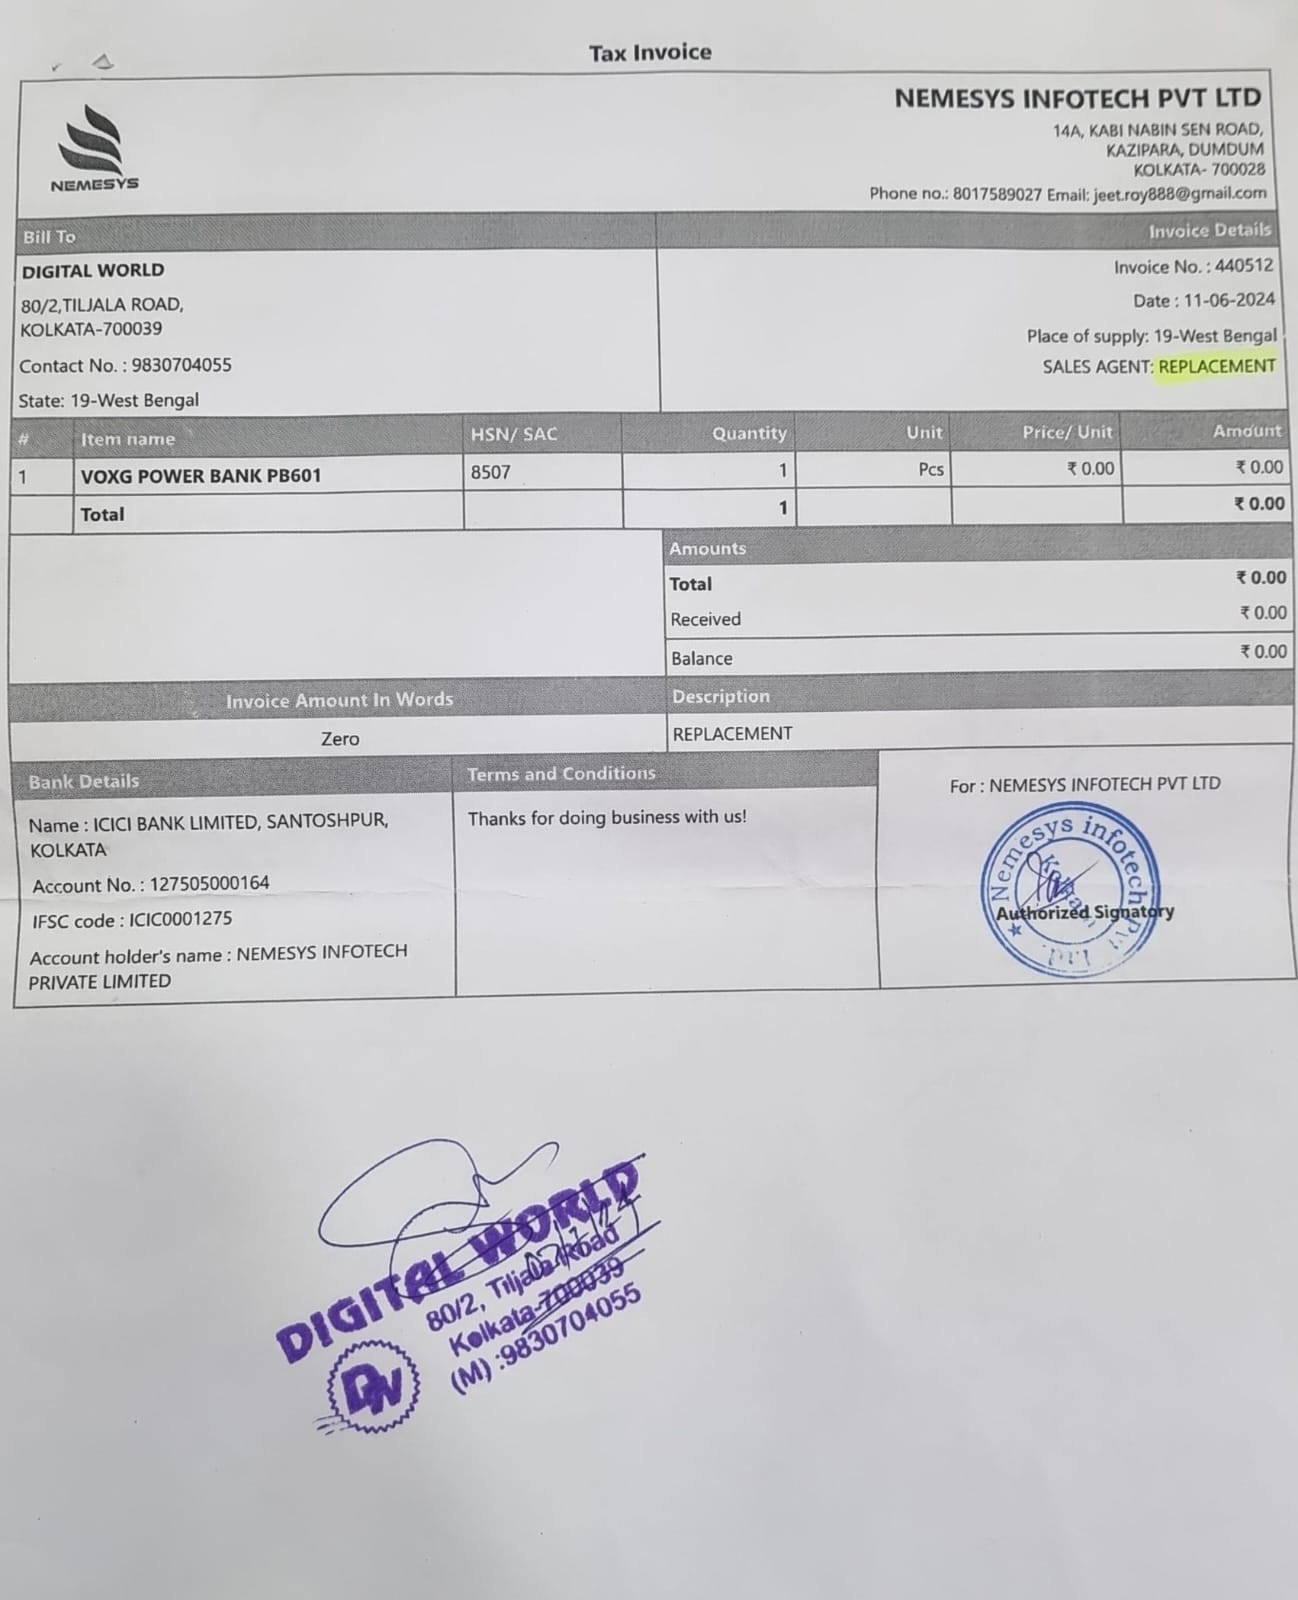 Tax Invoice
NEMESYS
NEMESYS INFOTECH PVT LTD
14A, KABI NABIN SEN ROAD,
KAZIPARA, DUMDUM
KOLKATA- 700028
Phone no.: 8017589027 Email: jeet.roy888@gmail.com
Bill To
DIGITAL WORLD
80/2,TILJALA ROAD,
KOLKATA-700039
Contact No. : 9830704055
State: 19-West Bengal
Invoice Details
Invoice No. : 440512
Date : 11-06-2024
Place of supply: 19-West Bengal
SALES AGENT: REPLACEMENT
# Item name HSN/ SAC Quantity Unit Price/ Unit Amount
1 VOXG POWER BANK PB601 8507 1 Pcs ₹ 0.00 ₹ 0.00
Total 1 ₹ 0.00
Amounts
Total ₹ 0.00
Received ₹ 0.00
Balance ₹ 0.00
Invoice Amount In Words
Zero
Description
REPLACEMENT
Bank Details
Name : ICICI BANK LIMITED, SANTOSHPUR,
KOLKATA
Account No. : 127505000164
IFSC code : ICIC0001275
Account holder's name : NEMESYS INFOTECH
PRIVATE LIMITED
Terms and Conditions
Thanks for doing business with us!
For : NEMESYS INFOTECH PVT LTD
Nemesys infotech Pvt. Ltd.
Authorized Signatory
DIGITAL WORLD
80/2, Tiljala Road
Kolkata-700039
(M) :9830704055
DW